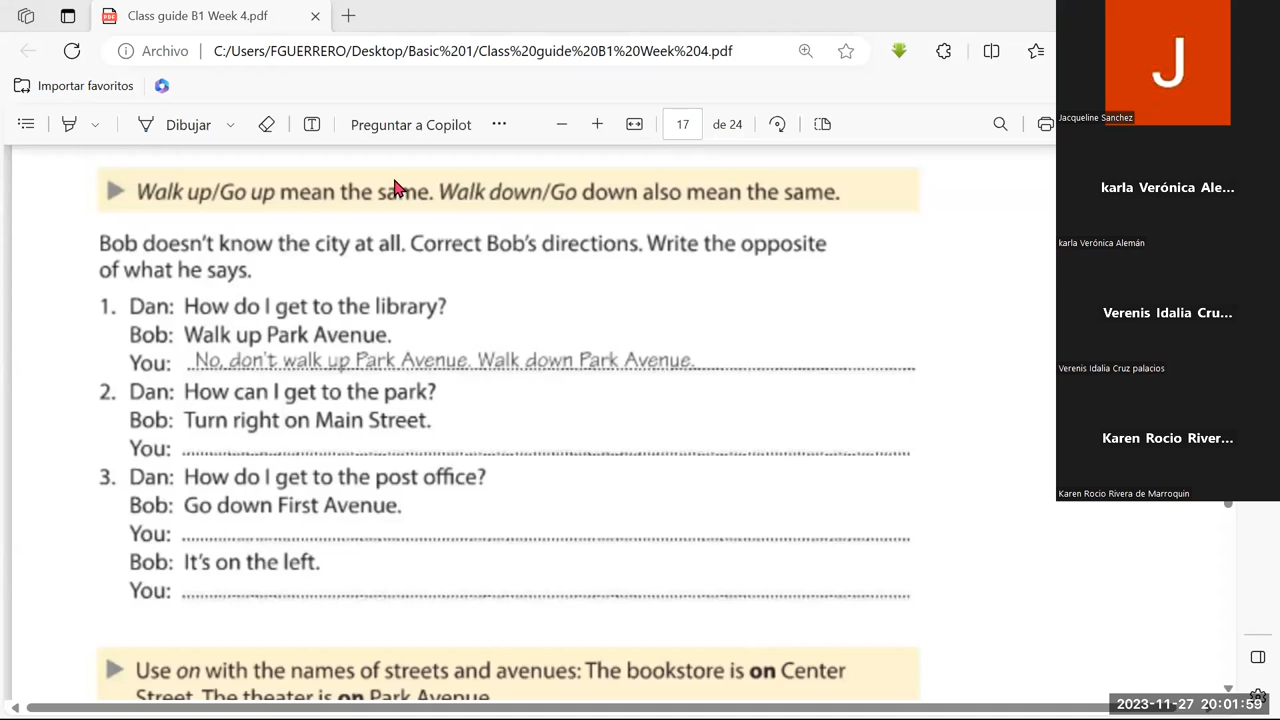 Class guide B1 Week 4.pdf
Archivo C:/Users/FGUERRERO/Desktop/Basic%201/Class%20guide%20B1%20Week%204.pdf
Importar favoritos
Dibujar Preguntar a Copilot 17 de 24
Walk up/Go up mean the same. Walk down/Go down also mean the same.
Bob doesn't know the city at all. Correct Bob's directions. Write the opposite
of what he says.
1. Dan: How do I get to the library?
Bob: Walk up Park Avenue.
You: No, don't walk up Park Avenue. Walk down Park Avenue.
2. Dan: How can I get to the park?
Bob: Turn right on Main Street.
You:
3. Dan: How do I get to the post office?
Bob: Go down First Avenue.
You:
Bob: It's on the left.
You:
Use on with the names of streets and avenues: The bookstore is on Center
Street. The theater is on Park Avenue.
J
Jacqueline Sanchez
karla Verónica Ale...
karla Verónica Alemán
Verenis Idalia Cru...
Verenis Idalia Cruz palacios
Karen Rocio River...
Karen Rocio Rivera de Marroquin
2023-11-27 20:01:59